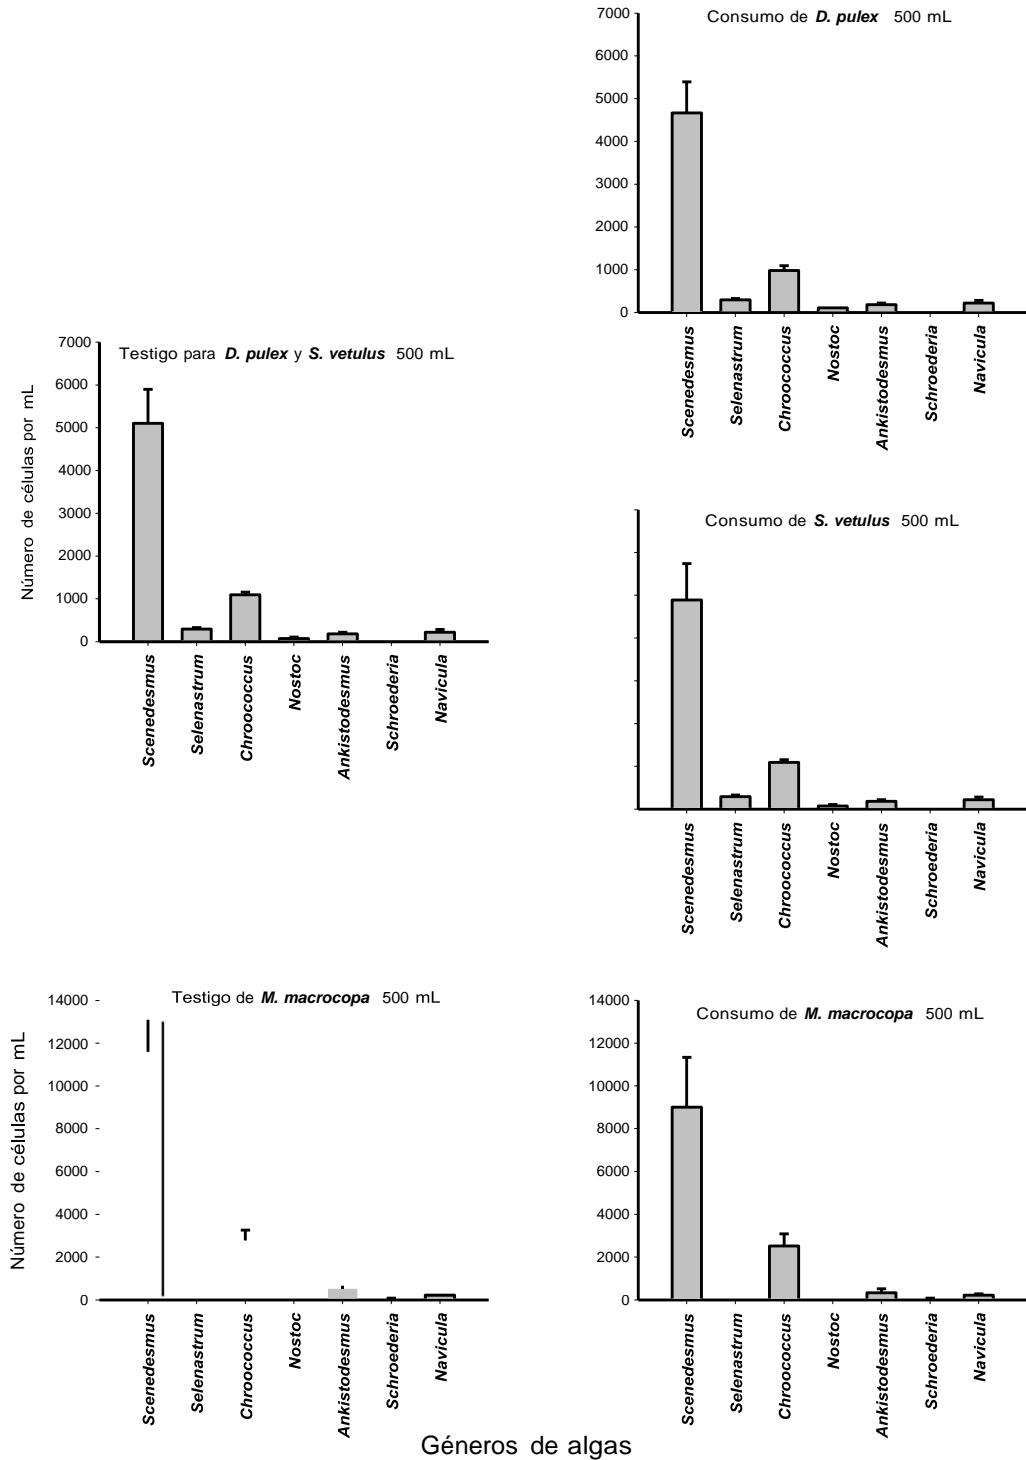 Consumo de D. pulex 500 mL
7000
6000
5000
4000
3000
2000
1000
0
Scenedesmus
Selenastrum
Chroococcus
Nostoc
Ankistodesmus
Schroederia
Navicula
Testigo para D. pulex y S. vetulus 500 mL
Número de células por mL
7000
6000
5000
4000
3000
2000
1000
0
Scenedesmus
Selenastrum
Chroococcus
Nostoc
Ankistodesmus
Schroederia
Navicula
Consumo de S. vetulus 500 mL
Scenedesmus
Selenastrum
Chroococcus
Nostoc
Ankistodesmus
Schroederia
Navicula
Testigo de M. macrocopa 500 mL
Número de células por mL
14000
12000
10000
8000
6000
4000
2000
0
Scenedesmus
Selenastrum
Chroococcus
Nostoc
Ankistodesmus
Schroederia
Navicula
Consumo de M. macrocopa 500 mL
14000
12000
10000
8000
6000
4000
2000
0
Scenedesmus
Selenastrum
Chroococcus
Nostoc
Ankistodesmus
Schroederia
Navicula
Géneros de algas